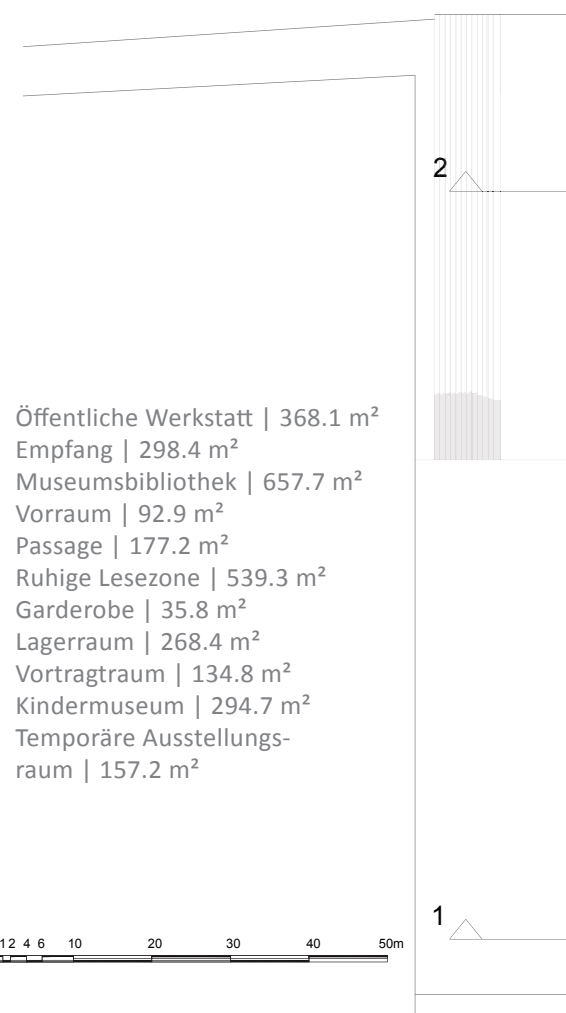 2
Öffentliche Werkstatt | 368.1 m²
Empfang | 298.4 m²
Museumsbibliothek | 657.7 m²
Vorraum | 92.9 m²
Passage | 177.2 m²
Ruhige Lesezone | 539.3 m²
Garderobe | 35.8 m²
Lagerraum | 268.4 m²
Vortragtraum | 134.8 m²
Kindermuseum | 294.7 m²
Temporäre Ausstellungs-
raum | 157.2 m²
1
1 2 4 6 10 20 30 40 50m